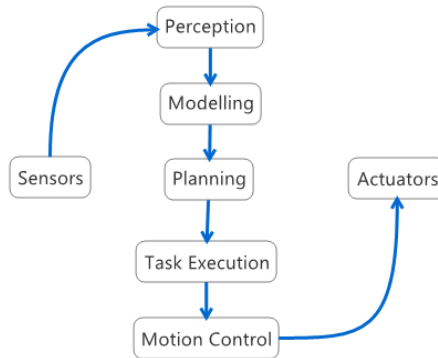 Perception
Modelling
Sensors
Planning
Actuators
Task Execution
Motion Control